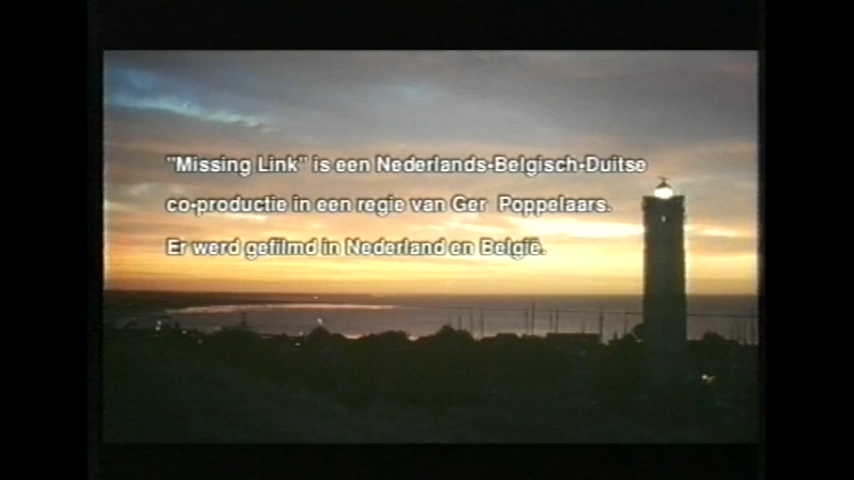 "Missing Link" is een Nederlands-Belgisch-Duitse
co-productie in een regie van Ger Poppelaars.
Er werd gefilmd in Nederland en België.